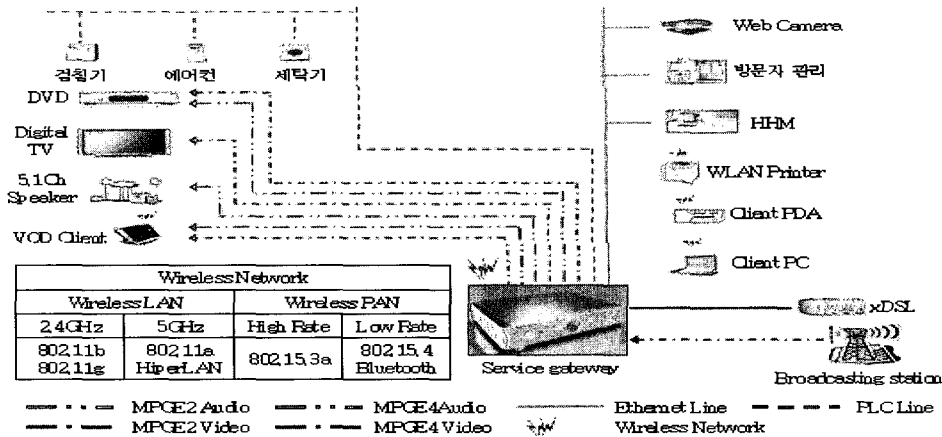 Web Camera
검침기 에어컨 세탁기
방문자 관리
DVD
Digital
TV
HHM
5.1Ch
Speaker
WLAN Printer
Client PDA
VOD Client
Client PC
Wireless Network
Wireless LAN Wireless PAN
2.4GHz 5GHz High Rate Low Rate
802.11b
802.11g
802.11a
HiperLAN
802.15.3a
802.15.4
Bluetooth
xDSL
Service gateway
Broadcasting station
MPGE2 Audio MPGE4 Audio Ethernet Line PLC Line
MPGE2 Video MPGE4 Video Wireless Network